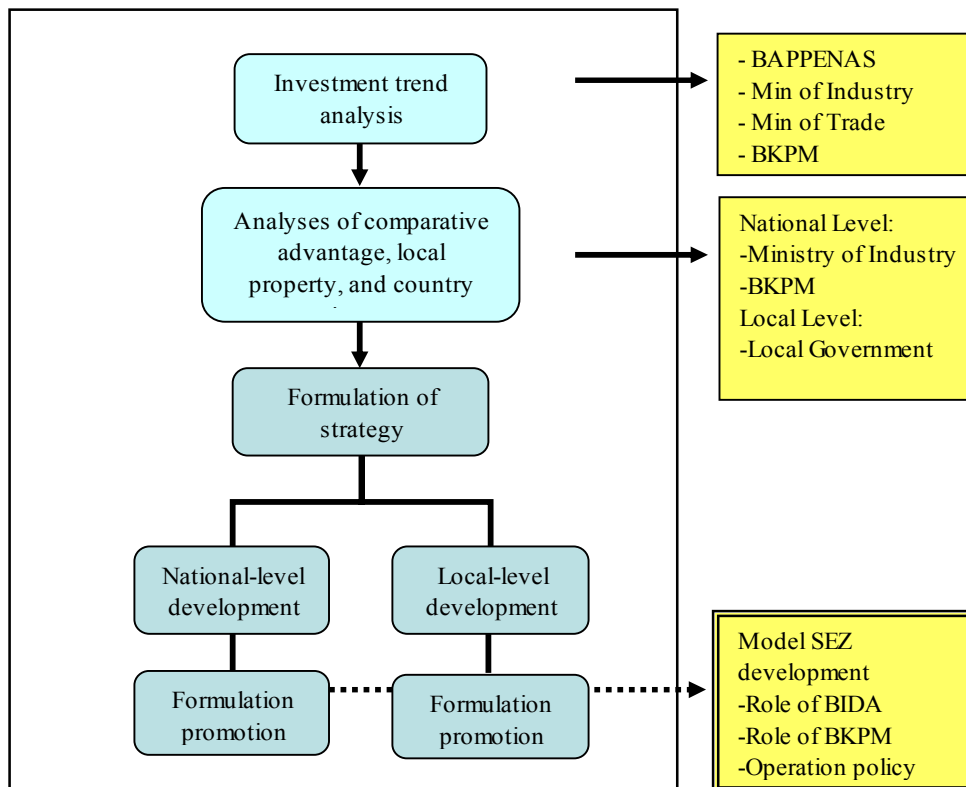 Investment trend
analysis
- BAPPENAS
- Min of Industry
- Min of Trade
- BKPM
Analyses of comparative
advantage, local
property, and country
National Level:
-Ministry of Industry
-BKPM
Local Level:
-Local Government
Formulation of
strategy
National-level
development
Local-level
development
Formulation
promotion
Formulation
promotion
Model SEZ
development
-Role of BIDA
-Role of BKPM
-Operation policy